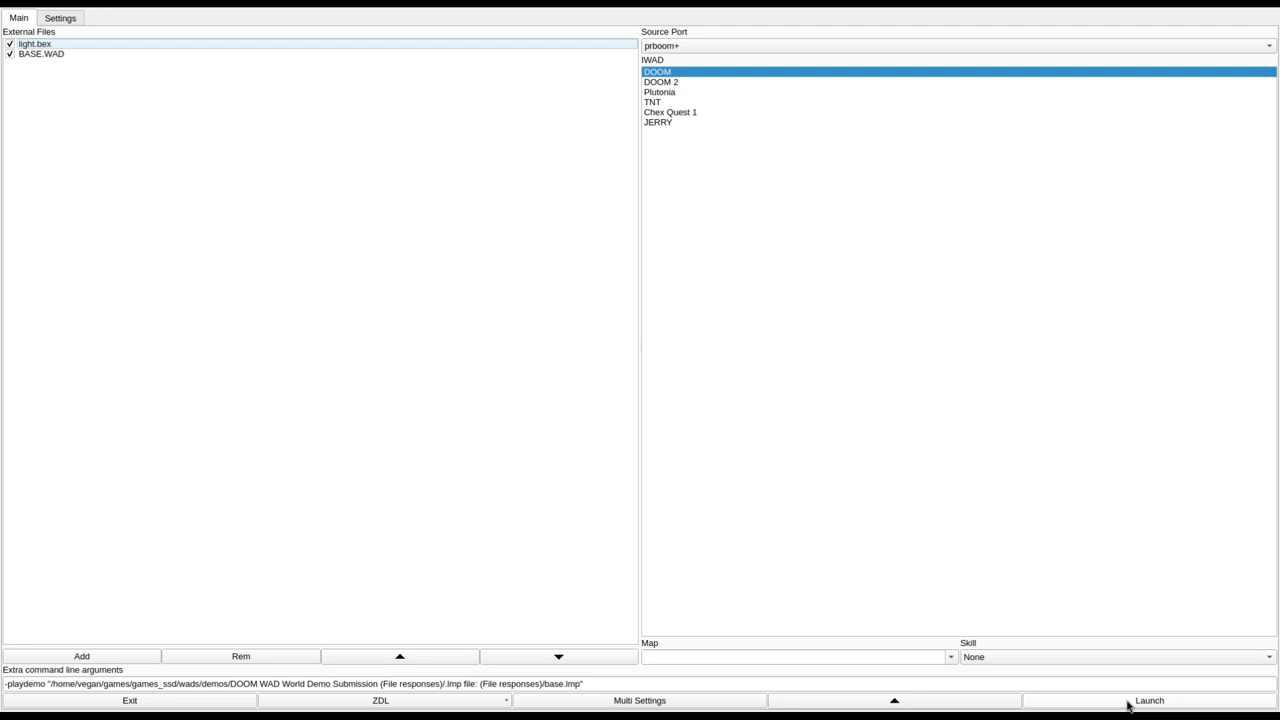 Main Settings
External Files
light.bex
BASE.WAD
Source Port
prboom+
IWAD
DOOM
DOOM 2
Plutonia
TNT
Chex Quest 1
JERRY
Map Skill
None
Add Rem
Extra command line arguments
-playdemo "/home/vegan/games/games_ssd/wads/demos/DOOM WAD World Demo Submission (File responses)/.lmp file: (File responses)/base.lmp"
Exit ZDL Multi Settings Launch